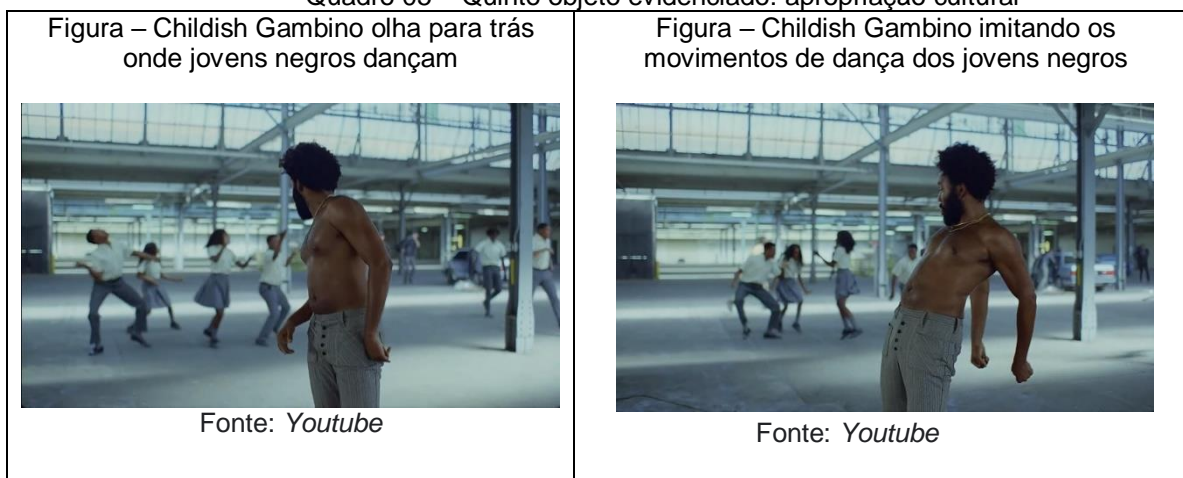 Quadro 05 – Quinto objeto evidenciado: apropriação cultural
Figura – Childish Gambino olha para trás
onde jovens negros dançam
Fonte: Youtube
Figura – Childish Gambino imitando os
movimentos de dança dos jovens negros
Fonte: Youtube